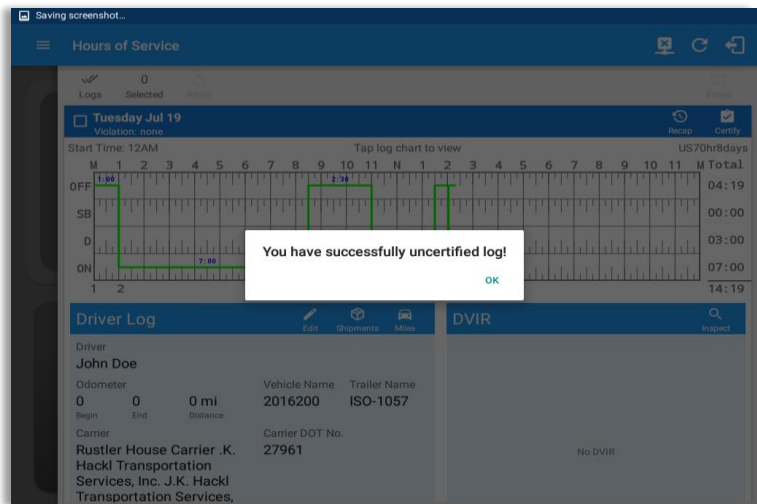 Saving screenshot...
Hours of Service
Logs
0
Selected
Reset
Email
Tuesday Jul 19
Violation: none
Recap
Certify
Start Time: 12AM
Tap log chart to view
US70hr8days
M 1 2 3 4 5 6 7 8 9 10 11 N 1 2 3 4 5 6 7 8 9 10 11 M Total
OFF 1:00 2:30 04:19
SB 00:00
D 03:00
ON 7:00 07:00
1 2 14:19
You have successfully uncertified log!
OK
Driver Log
Edit
Shipments
Miles
Driver
John Doe
Odometer
0 0 0 mi
Begin End Distance
Vehicle Name Trailer Name
2016200 ISO-1057
Carrier
Rustler House Carrier .K.
Hackl Transportation
Services, Inc. J.K. Hackl
Transportation Services,
Carrier DOT No.
27961
DVIR
Inspect
No DVIR